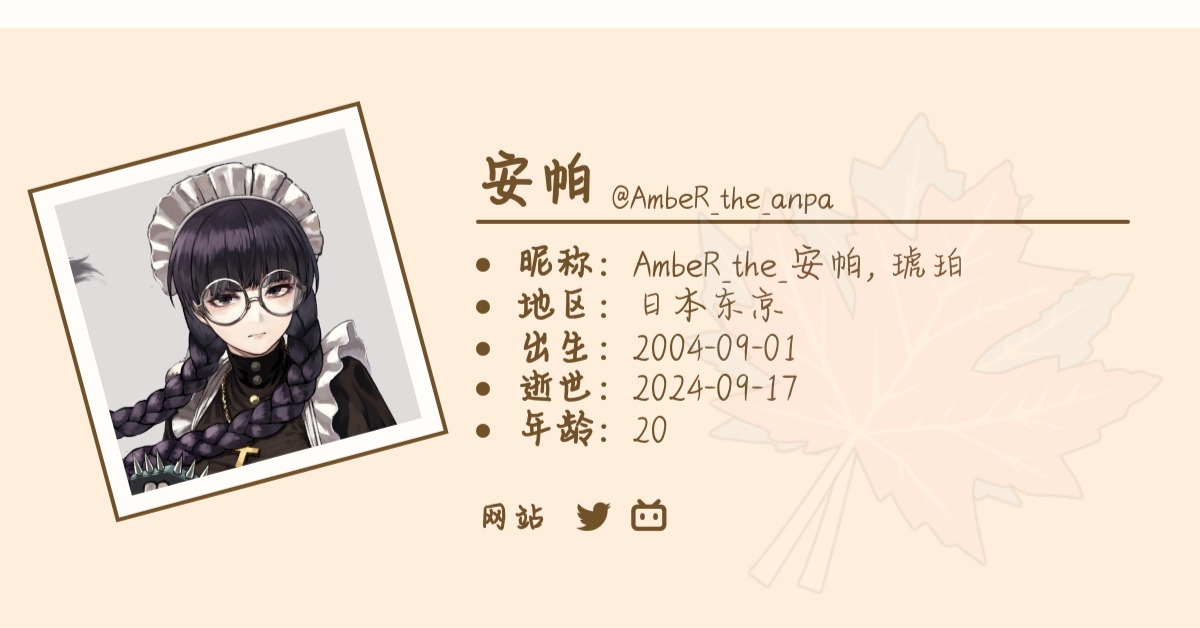 安帕 @AmbeR_the_anpa
昵称: AmbeR_the_安帕, 琥珀
地区: 日本东京
出生: 2004-09-01
逝世: 2024-09-17
年龄: 20
网站